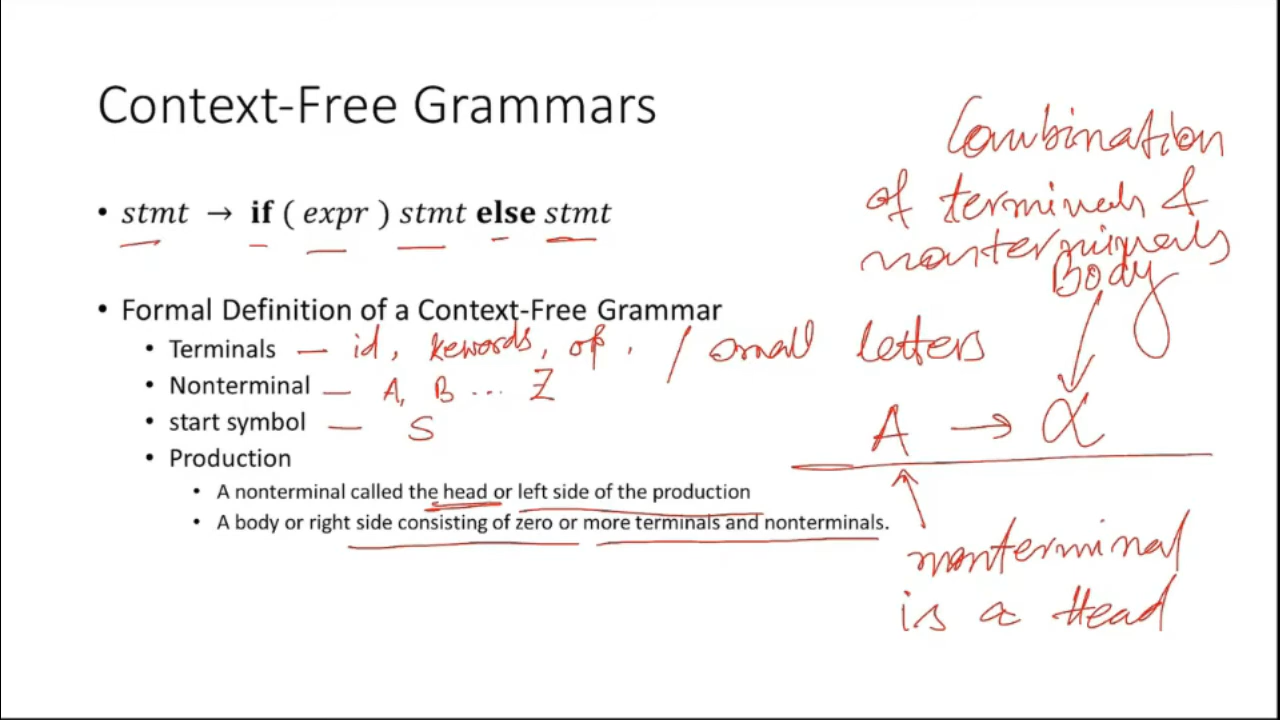 Context-Free Grammars
Combination
of terminals &
nonterminals
Body
• stmt → if ( expr ) stmt else stmt
• Formal Definition of a Context-Free Grammar
• Terminals — id, kewords, op. / small letters
• Nonterminal — A, B ... Z
• start symbol — S
A → α
• Production
• A nonterminal called the head or left side of the production
• A body or right side consisting of zero or more terminals and nonterminals.
nonterminal
is a Head